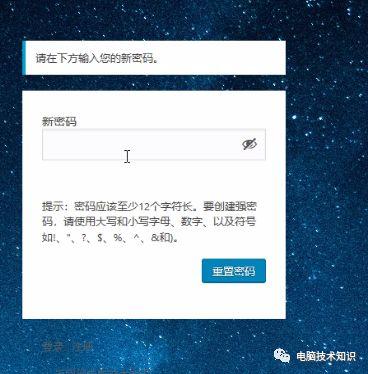 请在下方输入您的新密码。
新密码
提示：密码应该至少12个字符长。要创建强密
码，请使用大写和小写字母、数字、以及符号
如!、"、?、$、%、^、&和)。
重置密码
登录 注册
电脑技术知识